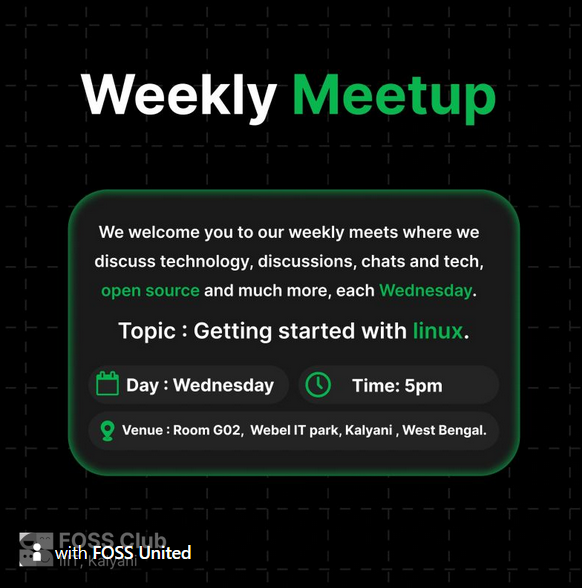 Weekly Meetup
We welcome you to our weekly meets where we
discuss technology, discussions, chats and tech,
open source and much more, each Wednesday.
Topic : Getting started with linux.
Day : Wednesday
Time: 5pm
Venue : Room G02, Webel IT park, Kalyani , West Bengal.
FOSS Club
with FOSS United
IIIT, Kalyani